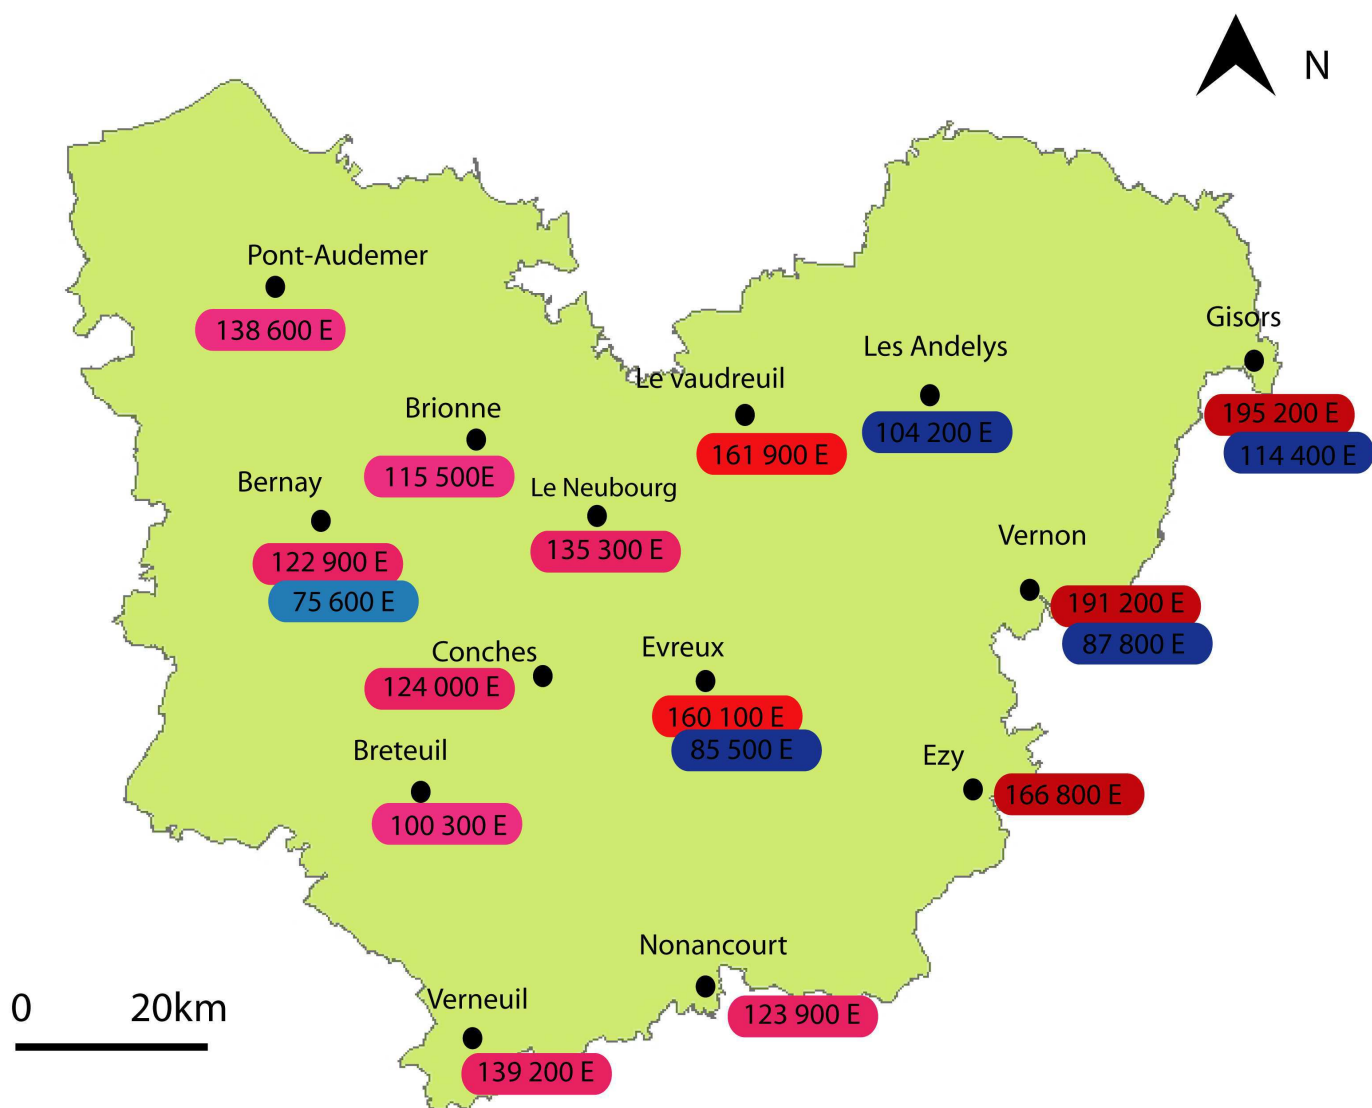 N
Pont-Audemer
138 600 E
Gisors
195 200 E
114 400 E
Les Andelys
104 200 E
Le vaudreuil
161 900 E
Brionne
115 500E
Bernay
122 900 E
75 600 E
Le Neubourg
135 300 E
Vernon
191 200 E
87 800 E
Conches
124 000 E
Evreux
160 100 E
85 500 E
Breteuil
100 300 E
Ezy
166 800 E
Nonancourt
123 900 E
Verneuil
139 200 E
0 20km